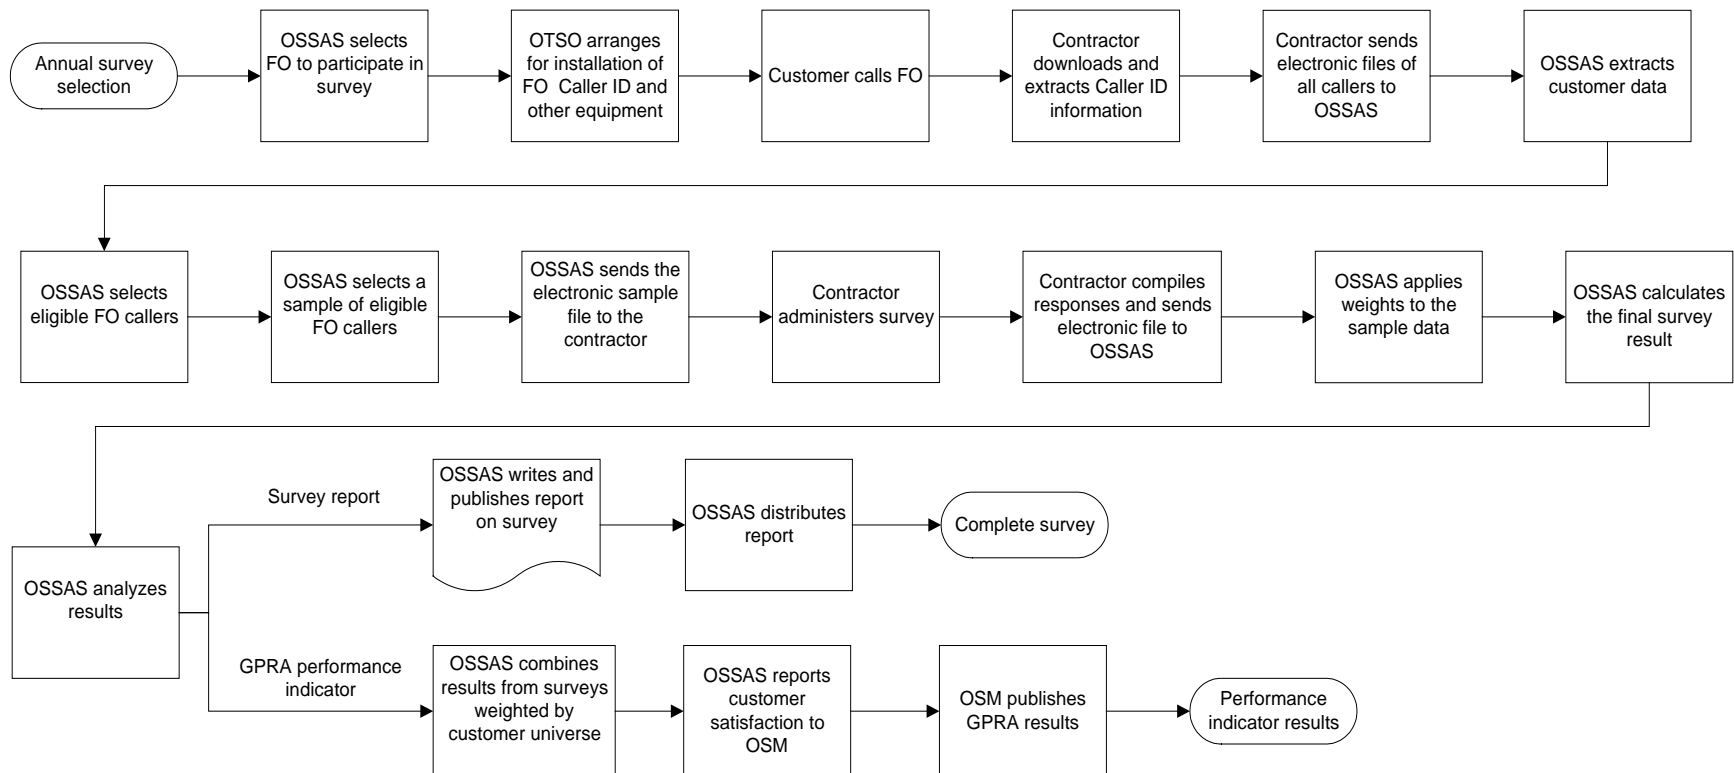 Annual survey
selection
OSSAS selects
FO to participate in
survey
OTSO arranges
for installation of
FO Caller ID and
other equipment
Customer calls FO
Contractor
downloads and
extracts Caller ID
information
Contractor sends
electronic files of
all callers to
OSSAS
OSSAS extracts
customer data
OSSAS selects
eligible FO callers
OSSAS selects a
sample of eligible
FO callers
OSSAS sends the
electronic sample
file to the
contractor
Contractor
administers survey
Contractor compiles
responses and sends
electronic file to
OSSAS
OSSAS applies
weights to the
sample data
OSSAS calculates
the final survey
result
OSSAS analyzes
results
Survey report
OSSAS writes and
publishes report
on survey
OSSAS distributes
report
Complete survey
GPRA performance
indicator
OSSAS combines
results from surveys
weighted by
customer universe
OSSAS reports
customer
satisfaction to
OSM
OSM publishes
GPRA results
Performance
indicator results